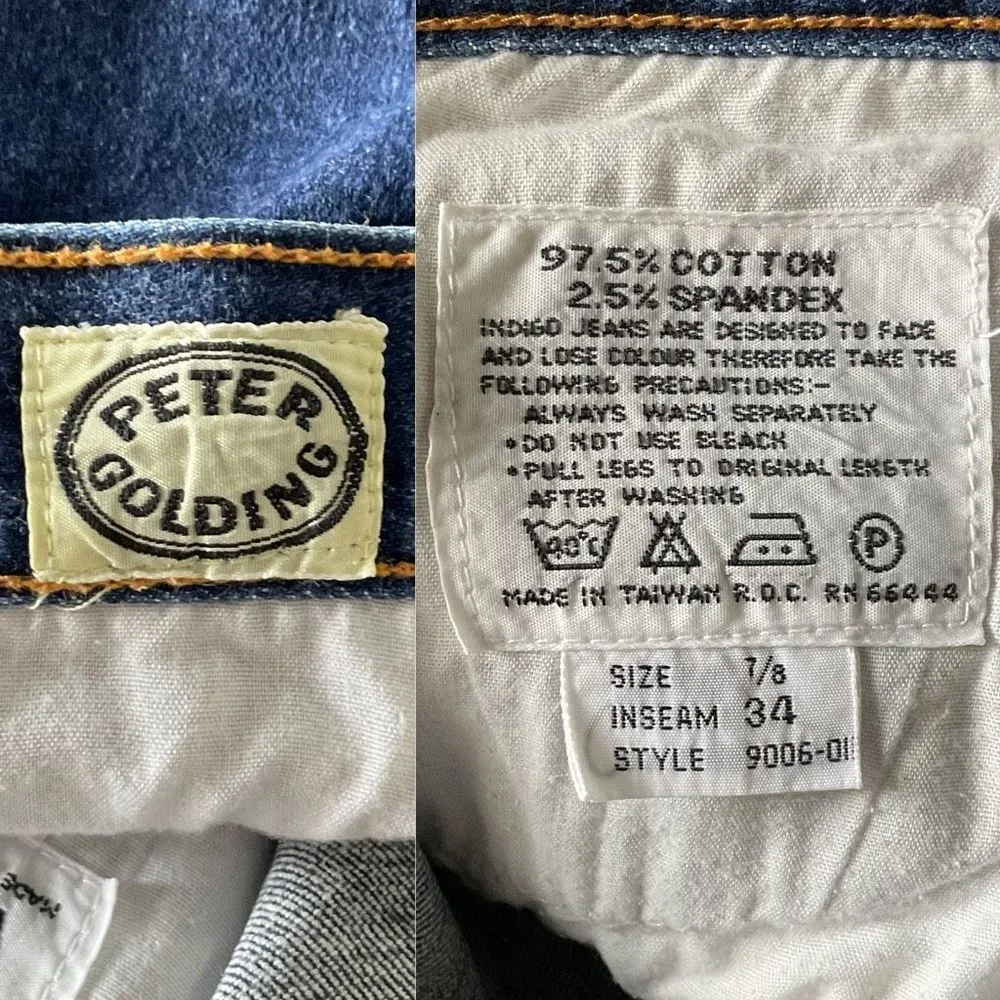 PETER
GOLDING
MADE
97.5% COTTON
2.5% SPANDEX
INDIGO JEANS ARE DESIGNED TO FADE
AND LOSE COLOUR THEREFORE TAKE THE
FOLLOWING PRECAUTIONS:-
ALWAYS WASH SEPARATELY
•DO NOT USE BLEACH
•PULL LEGS TO ORIGINAL LENGTH
AFTER WASHING
40°C P
MADE IN TAIWAN R.O.C. RN 66444
SIZE 7/8
INSEAM 34
STYLE 9006-01